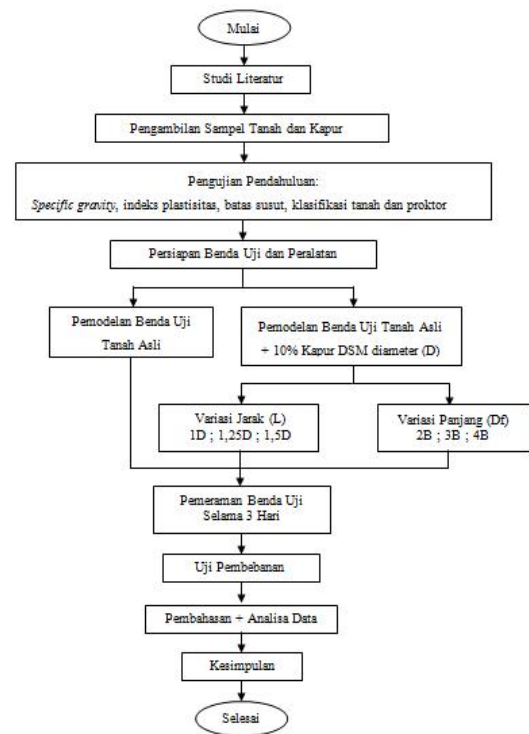 Mulai
Studi Literatur
Pengambilan Sampel Tanah dan Kapur
Pengujian Pendahuluan:
Specific gravity, indeks plastisitas, batas susut, klasifikasi tanah dan proktor
Persiapan Benda Uji dan Peralatan
Pemodelan Benda Uji
Tanah Asli
Pemodelan Benda Uji Tanah Asli
+ 10% Kapur DSM diameter (D)
Variasi Jarak (L)
1D ; 1,25D ; 1,5D
Variasi Panjang (Df)
2B ; 3B ; 4B
Pemeraman Benda Uji
Selama 3 Hari
Uji Pembebanan
Pembahasan + Analisa Data
Kesimpulan
Selesai